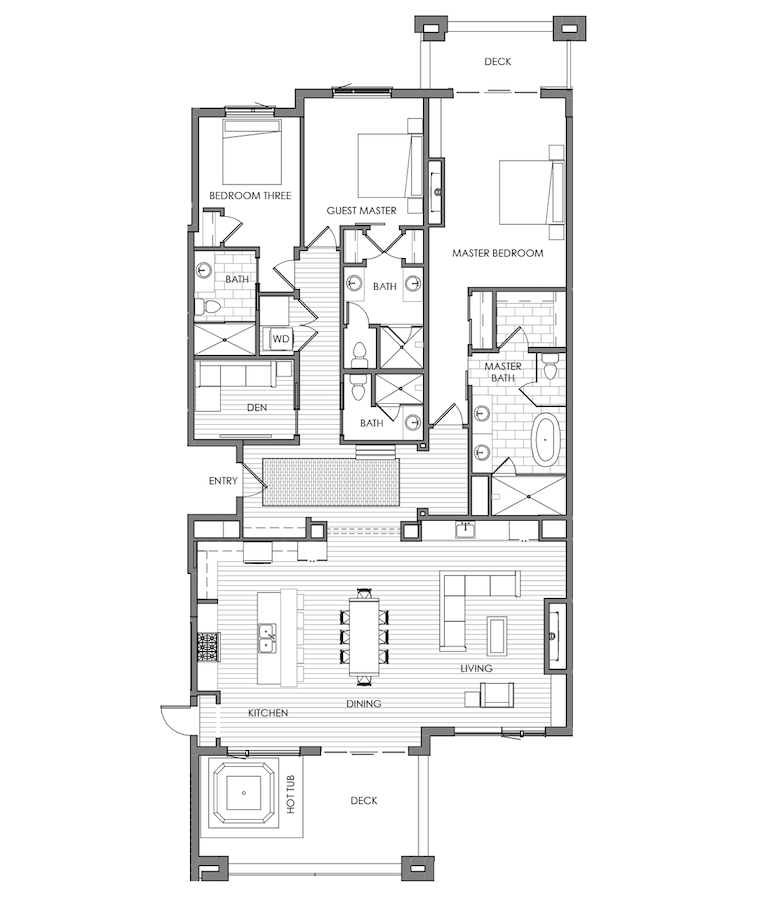 DECK
BEDROOM THREE
GUEST MASTER
MASTER BEDROOM
BATH
BATH
WD
MASTER
BATH
DEN
BATH
ENTRY
LIVING
DINING
KITCHEN
HOT TUB
DECK